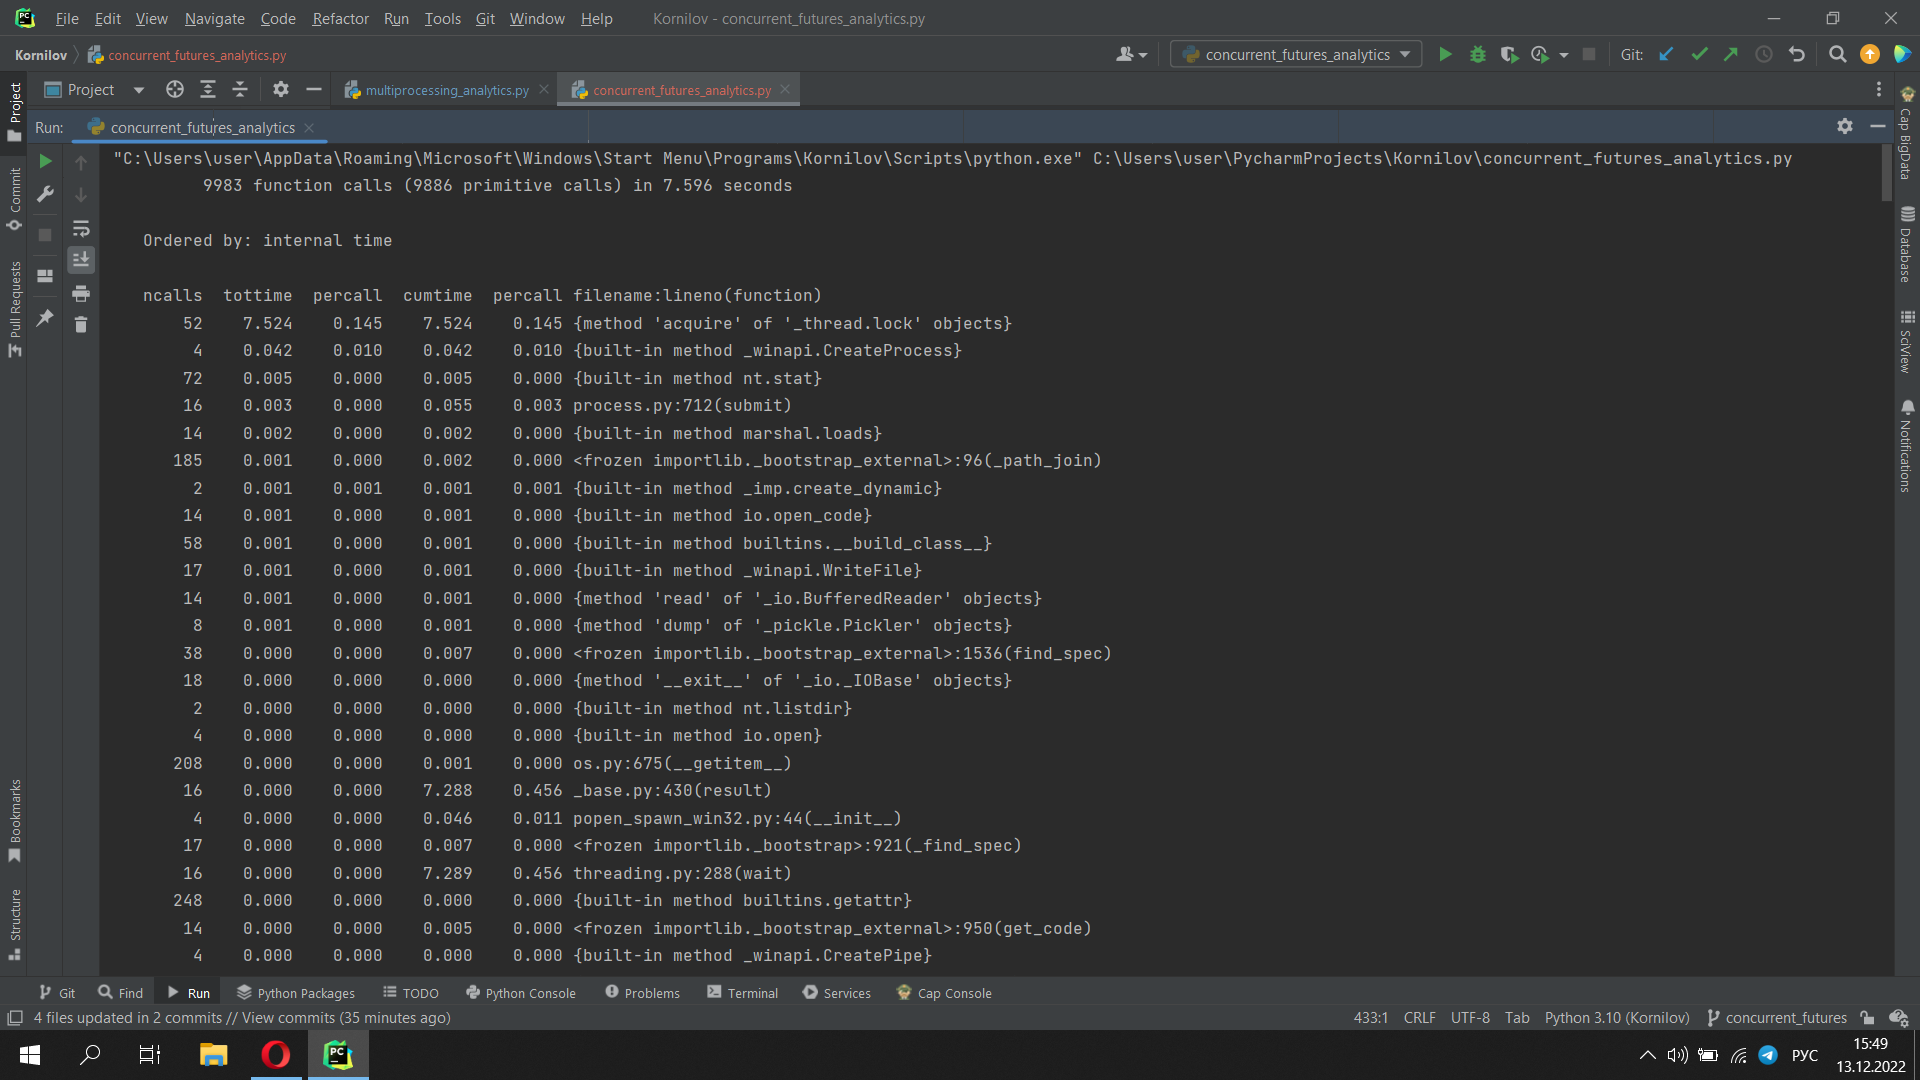 PC File Edit View Navigate Code Refactor Run Tools Git Window Help Kornilov - concurrent_futures_analytics.py
Kornilov concurrent_futures_analytics.py concurrent_futures_analytics Git:
Project multiprocessing_analytics.py concurrent_futures_analytics.py
Run: concurrent_futures_analytics
"C:\Users\user\AppData\Roaming\Microsoft\Windows\Start Menu\Programs\Kornilov\Scripts\python.exe" C:\Users\user\PycharmProjects\Kornilov\concurrent_futures_analytics.py
9983 function calls (9886 primitive calls) in 7.596 seconds
Ordered by: internal time
ncalls tottime percall cumtime percall filename:lineno(function)
52 7.524 0.145 7.524 0.145 {method 'acquire' of '_thread.lock' objects}
4 0.042 0.010 0.042 0.010 {built-in method _winapi.CreateProcess}
72 0.005 0.000 0.005 0.000 {built-in method nt.stat}
16 0.003 0.000 0.055 0.003 process.py:712(submit)
14 0.002 0.000 0.002 0.000 {built-in method marshal.loads}
185 0.001 0.000 0.002 0.000 <frozen importlib._bootstrap_external>:96(_path_join)
2 0.001 0.001 0.001 0.001 {built-in method _imp.create_dynamic}
14 0.001 0.000 0.001 0.000 {built-in method io.open_code}
58 0.001 0.000 0.001 0.000 {built-in method builtins.__build_class__}
17 0.001 0.000 0.001 0.000 {built-in method _winapi.WriteFile}
14 0.001 0.000 0.001 0.000 {method 'read' of '_io.BufferedReader' objects}
8 0.001 0.000 0.001 0.000 {method 'dump' of '_pickle.Pickler' objects}
38 0.000 0.000 0.007 0.000 <frozen importlib._bootstrap_external>:1536(find_spec)
18 0.000 0.000 0.000 0.000 {method '__exit__' of '_io._IOBase' objects}
2 0.000 0.000 0.000 0.000 {built-in method nt.listdir}
4 0.000 0.000 0.000 0.000 {built-in method io.open}
208 0.000 0.000 0.001 0.000 os.py:675(__getitem__)
16 0.000 0.000 7.288 0.456 _base.py:430(result)
4 0.000 0.000 0.046 0.011 popen_spawn_win32.py:44(__init__)
17 0.000 0.000 0.007 0.000 <frozen importlib._bootstrap>:921(_find_spec)
16 0.000 0.000 7.289 0.456 threading.py:288(wait)
248 0.000 0.000 0.000 0.000 {built-in method builtins.getattr}
14 0.000 0.000 0.005 0.000 <frozen importlib._bootstrap_external>:950(get_code)
4 0.000 0.000 0.000 0.000 {built-in method _winapi.CreatePipe}
Project
Commit
Pull Requests
Bookmarks
Structure
Cap BigData
Database
SciView
Notifications
Git Find Run Python Packages TODO Python Console Problems Terminal Services Cap Console
4 files updated in 2 commits // View commits (35 minutes ago) 433:1 CRLF UTF-8 Tab Python 3.10 (Kornilov) concurrent_futures
PC РУС 15:49
13.12.2022